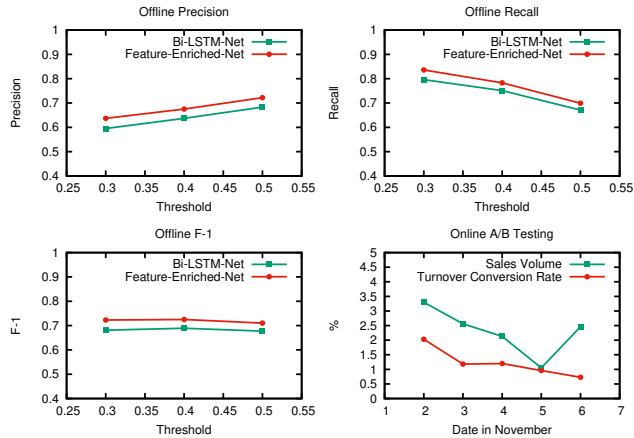 Offline Precision
Bi-LSTM-Net
Feature-Enriched-Net
Precision
1
0.9
0.8
0.7
0.6
0.5
0.4
0.25 0.3 0.35 0.4 0.45 0.5 0.55
Threshold
Offline Recall
Bi-LSTM-Net
Feature-Enriched-Net
Recall
1
0.9
0.8
0.7
0.6
0.5
0.4
0.25 0.3 0.35 0.4 0.45 0.5 0.55
Threshold
Offline F-1
Bi-LSTM-Net
Feature-Enriched-Net
F-1
1
0.9
0.8
0.7
0.6
0.5
0.4
0.25 0.3 0.35 0.4 0.45 0.5 0.55
Threshold
Online A/B Testing
Sales Volume
Turnover Conversion Rate
%
5
4.5
4
3.5
3
2.5
2
1.5
1
0.5
0
1 2 3 4 5 6 7
Date in November